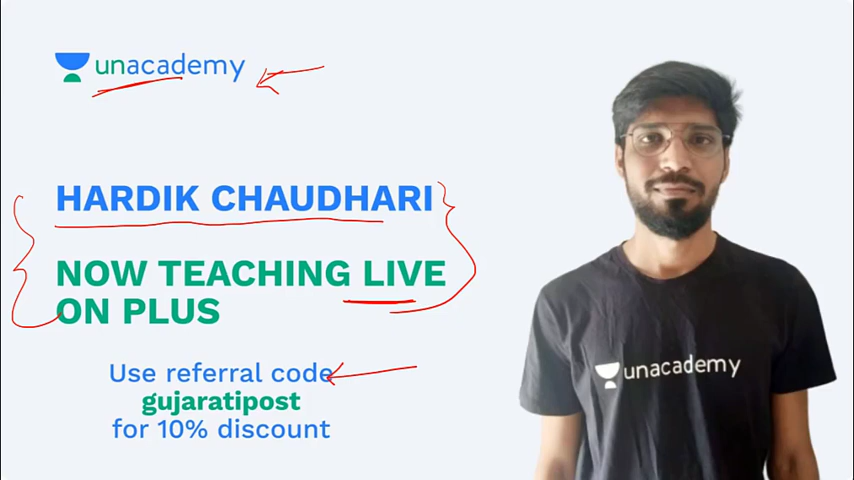 unacademy
HARDIK CHAUDHARI
NOW TEACHING LIVE
ON PLUS
Use referral code
gujaratipost
for 10% discount
unacademy